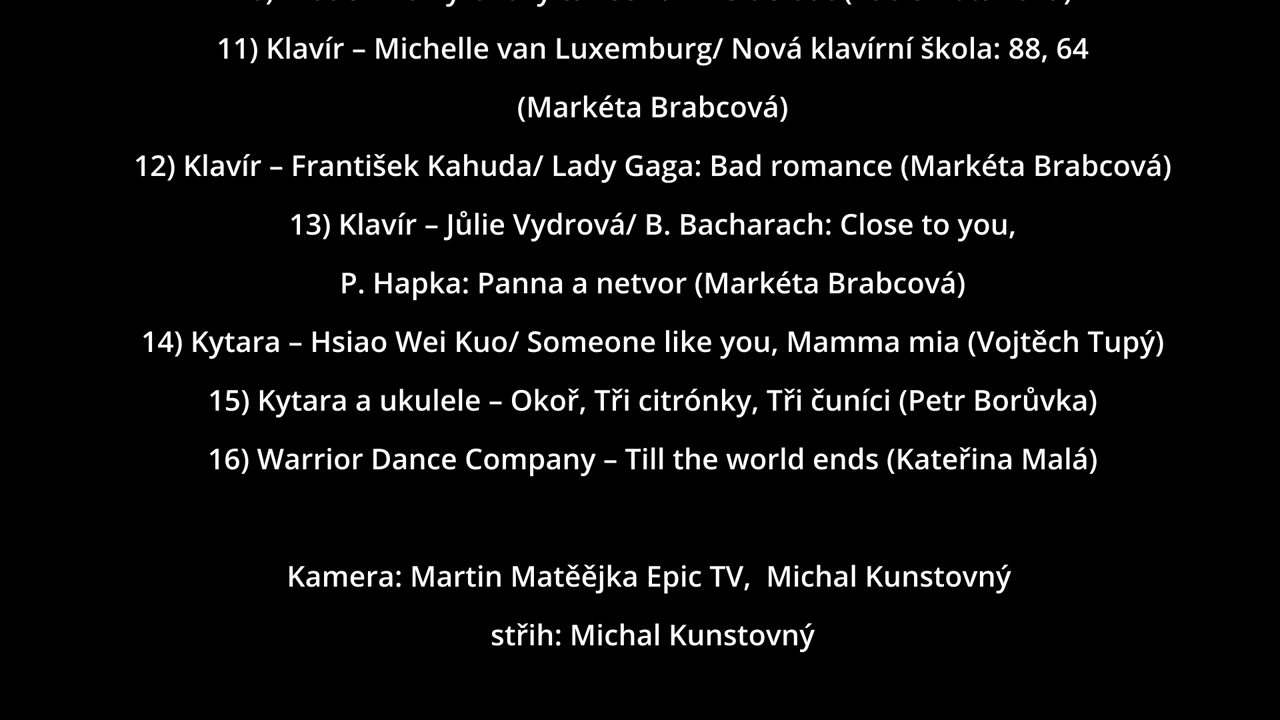 11) Klavír – Michelle van Luxemburg/ Nová klavírní škola: 88, 64
(Markéta Brabcová)
12) Klavír – František Kahuda/ Lady Gaga: Bad romance (Markéta Brabcová)
13) Klavír – Jůlie Vydrová/ B. Bacharach: Close to you,
P. Hapka: Panna a netvor (Markéta Brabcová)
14) Kytara – Hsiao Wei Kuo/ Someone like you, Mamma mia (Vojtěch Tupý)
15) Kytara a ukulele – Okoř, Tři citrónky, Tři čuníci (Petr Borůvka)
16) Warrior Dance Company – Till the world ends (Kateřina Malá)
Kamera: Martin Matěějka Epic TV,  Michal Kunstovný
střih: Michal Kunstovný